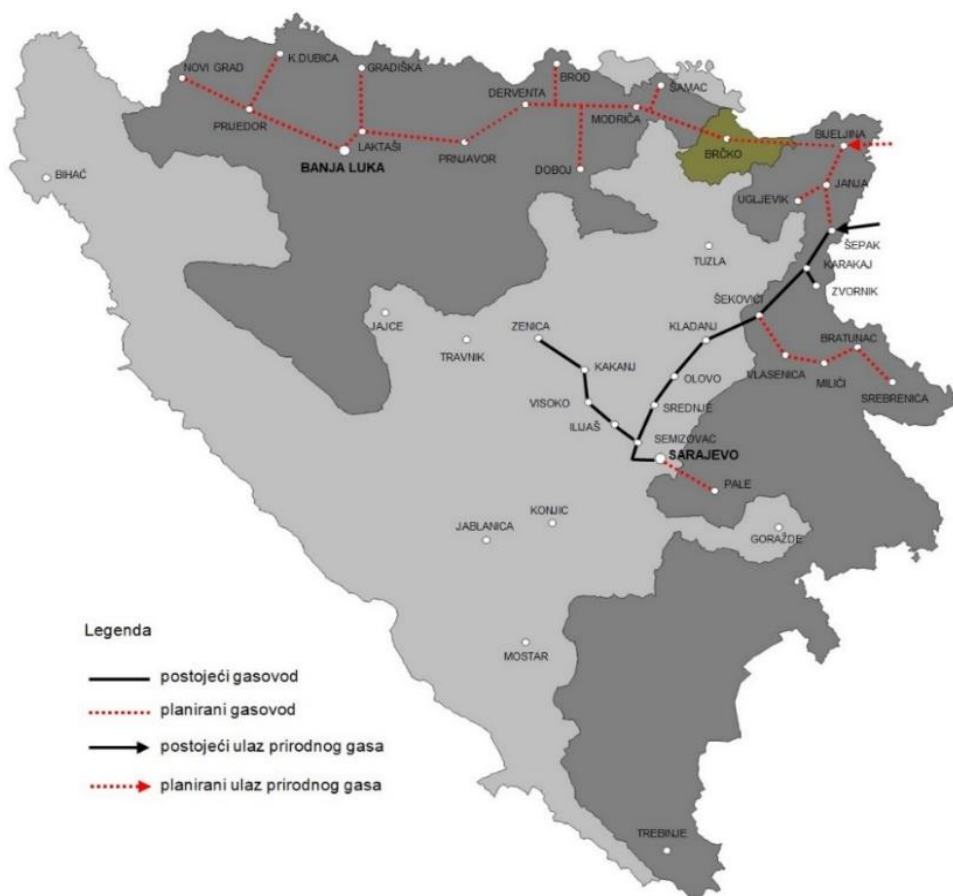 K.DUBICA
NOVI GRAD
GRADIŠKA
BROD
ŠAMAC
DERVENTA
MODRIČA
PRIJEDOR
LAKTAŠI
PRNJAVOR
BANJA LUKA
DOBOJ
BRČKO
BIJELJINA
BIHAĆ
JANJA
UGLJEVIK
ŠEPAK
TUZLA
KARAKAJ
ZVORNIK
ŠEKOVIĆI
JAJCE
ZENICA
KLADANJ
TRAVNIK
BRATUNAC
KAKANJ
VLASENICA
MILIĆI
OLOVO
SREBRENICA
VISOKO
SREDNJE
ILIJAŠ
SEMIZOVAC
SARAJEVO
PALE
KONJIC
JABLANICA
GORAŽDE
MOSTAR
TREBINJE
Legenda
postojeći gasovod
planirani gasovod
postojeći ulaz prirodnog gasa
planirani ulaz prirodnog gasa